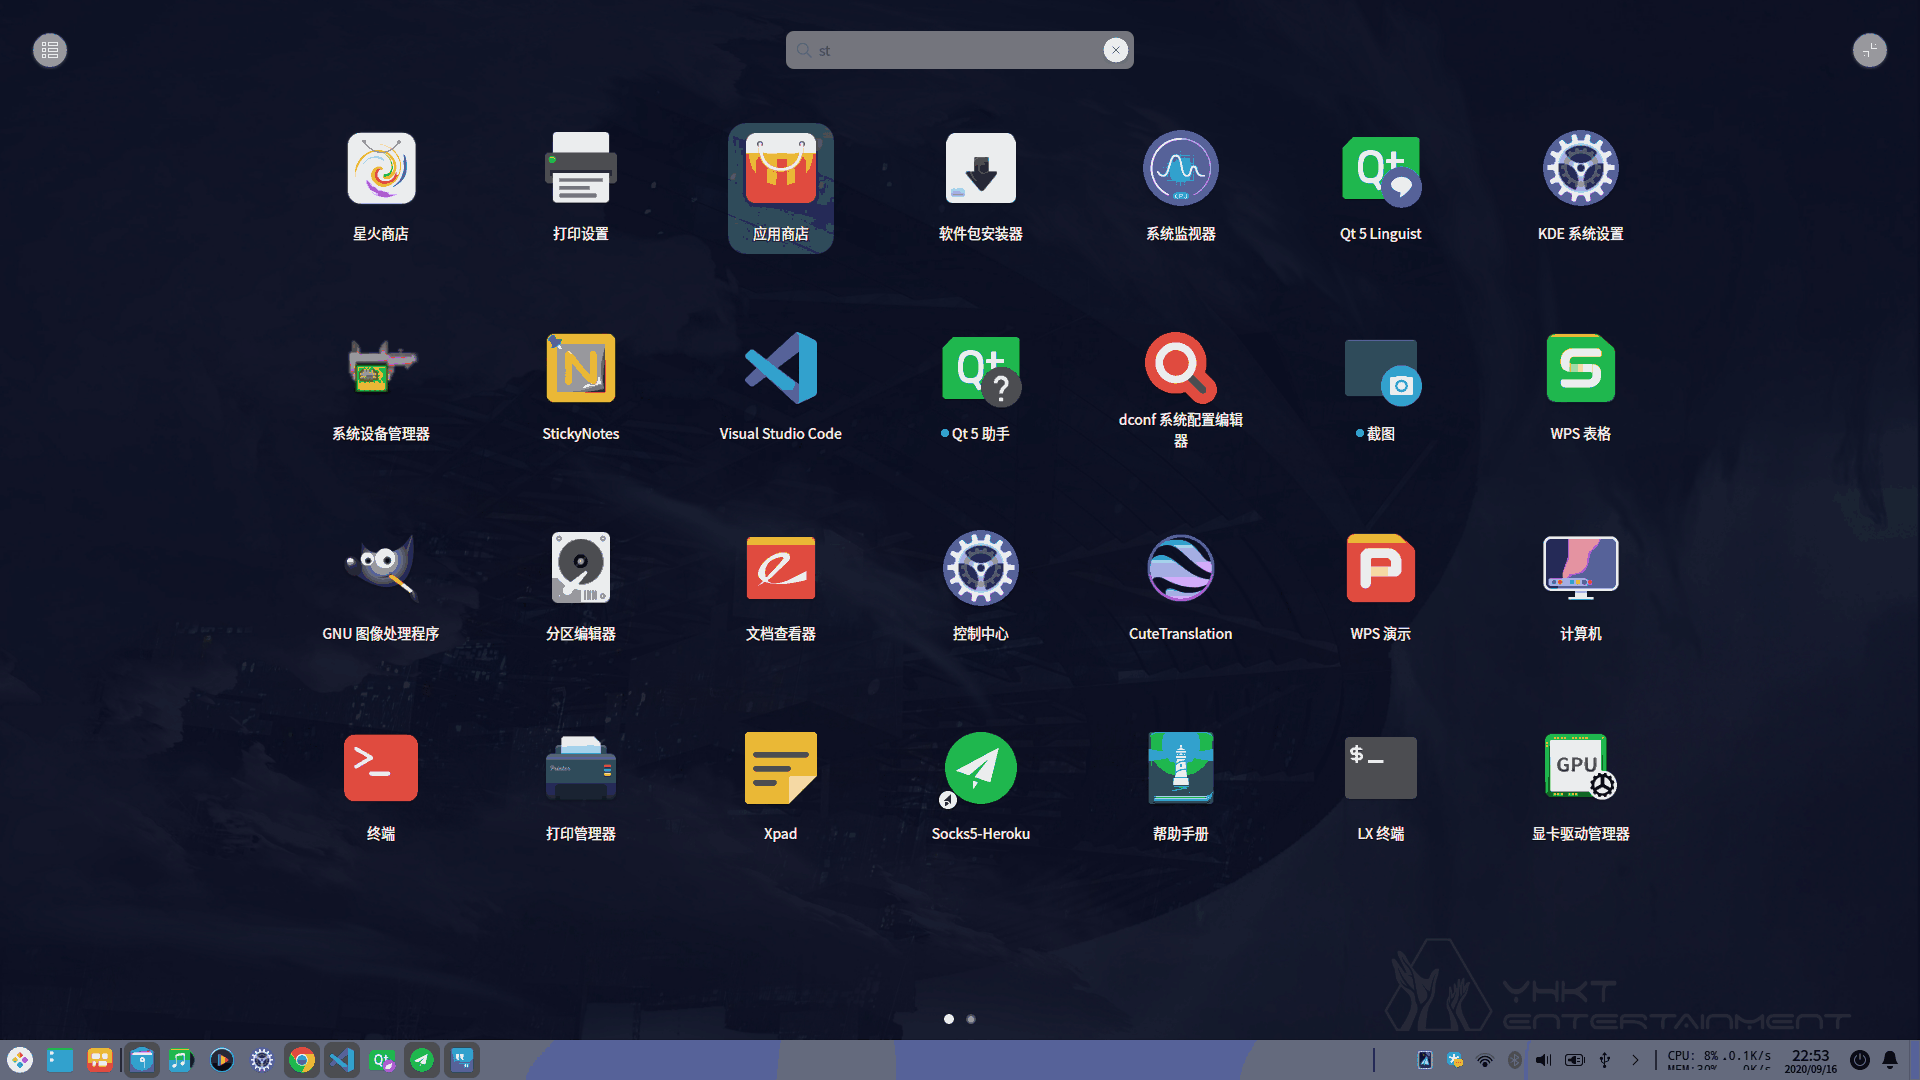 st
星火商店
打印设置
应用商店
软件包安装器
系统监视器
Qt 5 Linguist
KDE 系统设置
系统设备管理器
StickyNotes
Visual Studio Code
Qt 5 助手
dconf 系统配置编辑
器
截图
WPS 表格
GNU 图像处理程序
分区编辑器
文档查看器
控制中心
CuteTranslation
WPS 演示
计算机
终端
打印管理器
Xpad
Socks5-Heroku
帮助手册
LX 终端
GPU
显卡驱动管理器
YHKT
ENTERTAINMENT
CPU: 8% 0.1K/s
MEM:30% 0K/s
22:53
2020/09/16